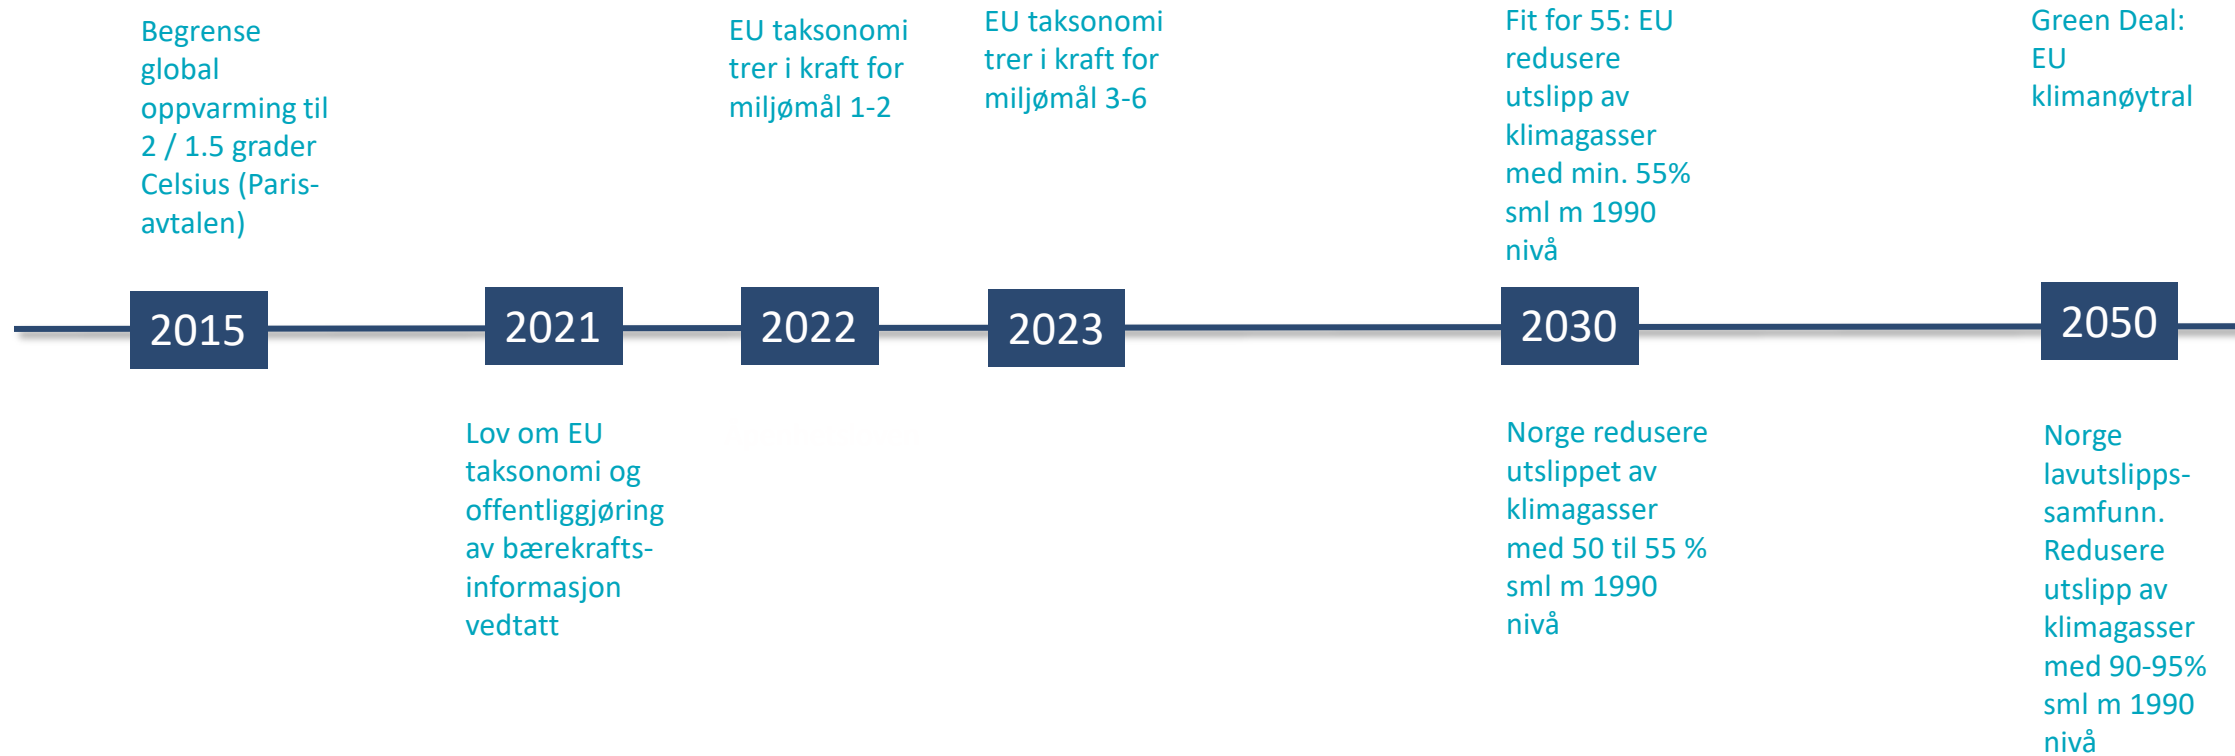 Begrense
global
oppvarming til
2 / 1.5 grader
Celsius (Paris-
avtalen)
EU taksonomi
trer i kraft for
miljømål 1-2
EU taksonomi
trer i kraft for
miljømål 3-6
Fit for 55: EU
redusere
utslipp av
klimagasser
med min. 55%
sml m 1990
nivå
Green Deal:
EU
klimanøytral
2015
2021
2022
2023
2030
2050
Lov om EU
taksonomi og
offentliggjøring
av bærekrafts-
informasjon
vedtatt
Norge redusere
utslippet av
klimagasser
med 50 til 55 %
sml m 1990
nivå
Norge
lavutslipps-
samfunn.
Redusere
utslipp av
klimagasser
med 90-95%
sml m 1990
nivå